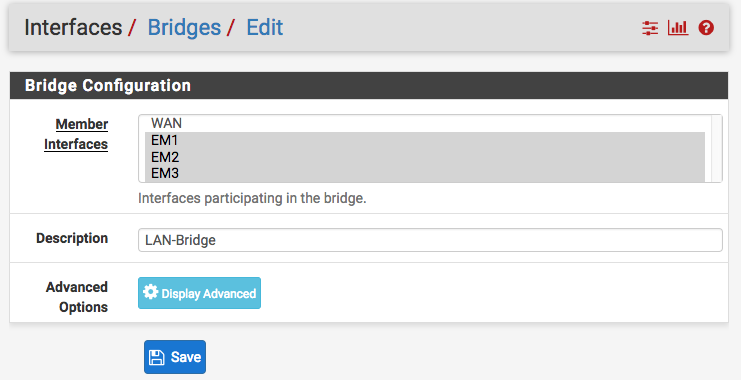 Interfaces / Bridges / Edit
Bridge Configuration
Member Interfaces
WAN
EM1
EM2
EM3
Interfaces participating in the bridge.
Description
LAN-Bridge
Advanced Options
Display Advanced
Save